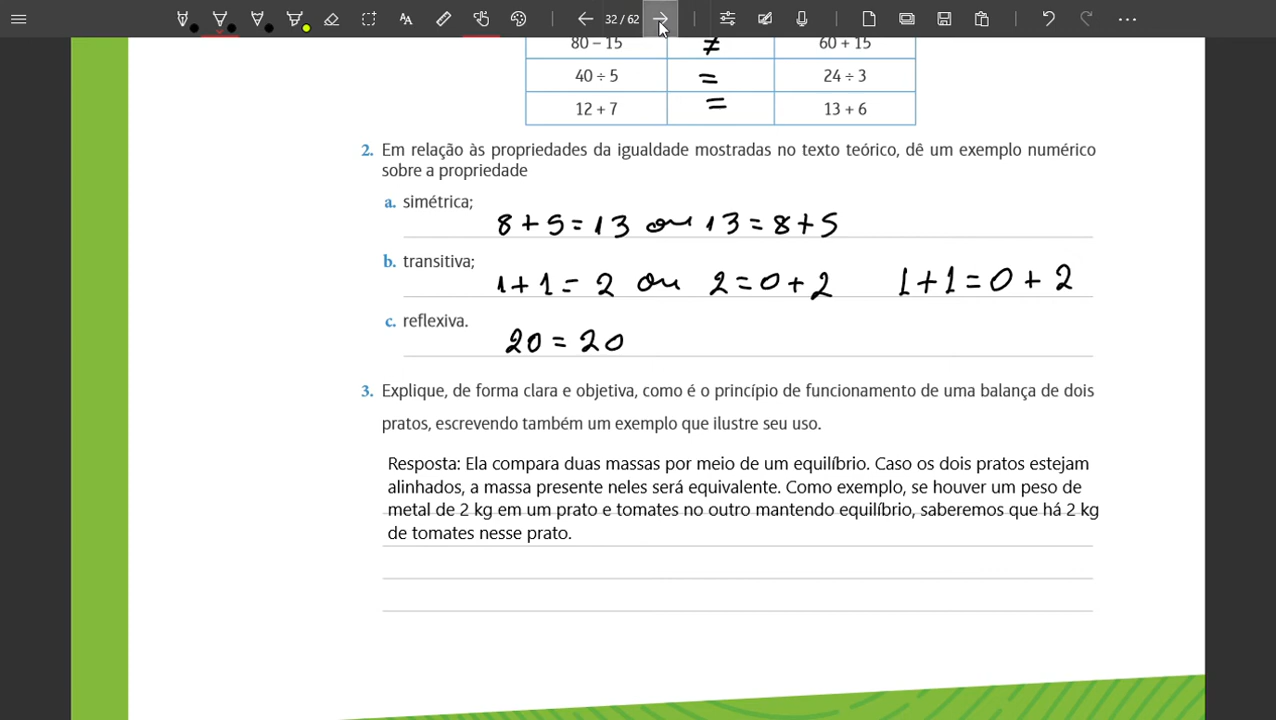 32 / 62
80 – 15 ≠ 60 + 15
40 ÷ 5 = 24 ÷ 3
12 + 7 = 13 + 6
2. Em relação às propriedades da igualdade mostradas no texto teórico, dê um exemplo numérico
sobre a propriedade
a. simétrica;
8 + 5 = 13 ou 13 = 8 + 5
b. transitiva;
1 + 1 = 2 ou 2 = 0 + 2 1 + 1 = 0 + 2
c. reflexiva.
20 = 20
3. Explique, de forma clara e objetiva, como é o princípio de funcionamento de uma balança de dois
pratos, escrevendo também um exemplo que ilustre seu uso.
Resposta: Ela compara duas massas por meio de um equilíbrio. Caso os dois pratos estejam
alinhados, a massa presente neles será equivalente. Como exemplo, se houver um peso de
metal de 2 kg em um prato e tomates no outro mantendo equilíbrio, saberemos que há 2 kg
de tomates nesse prato.